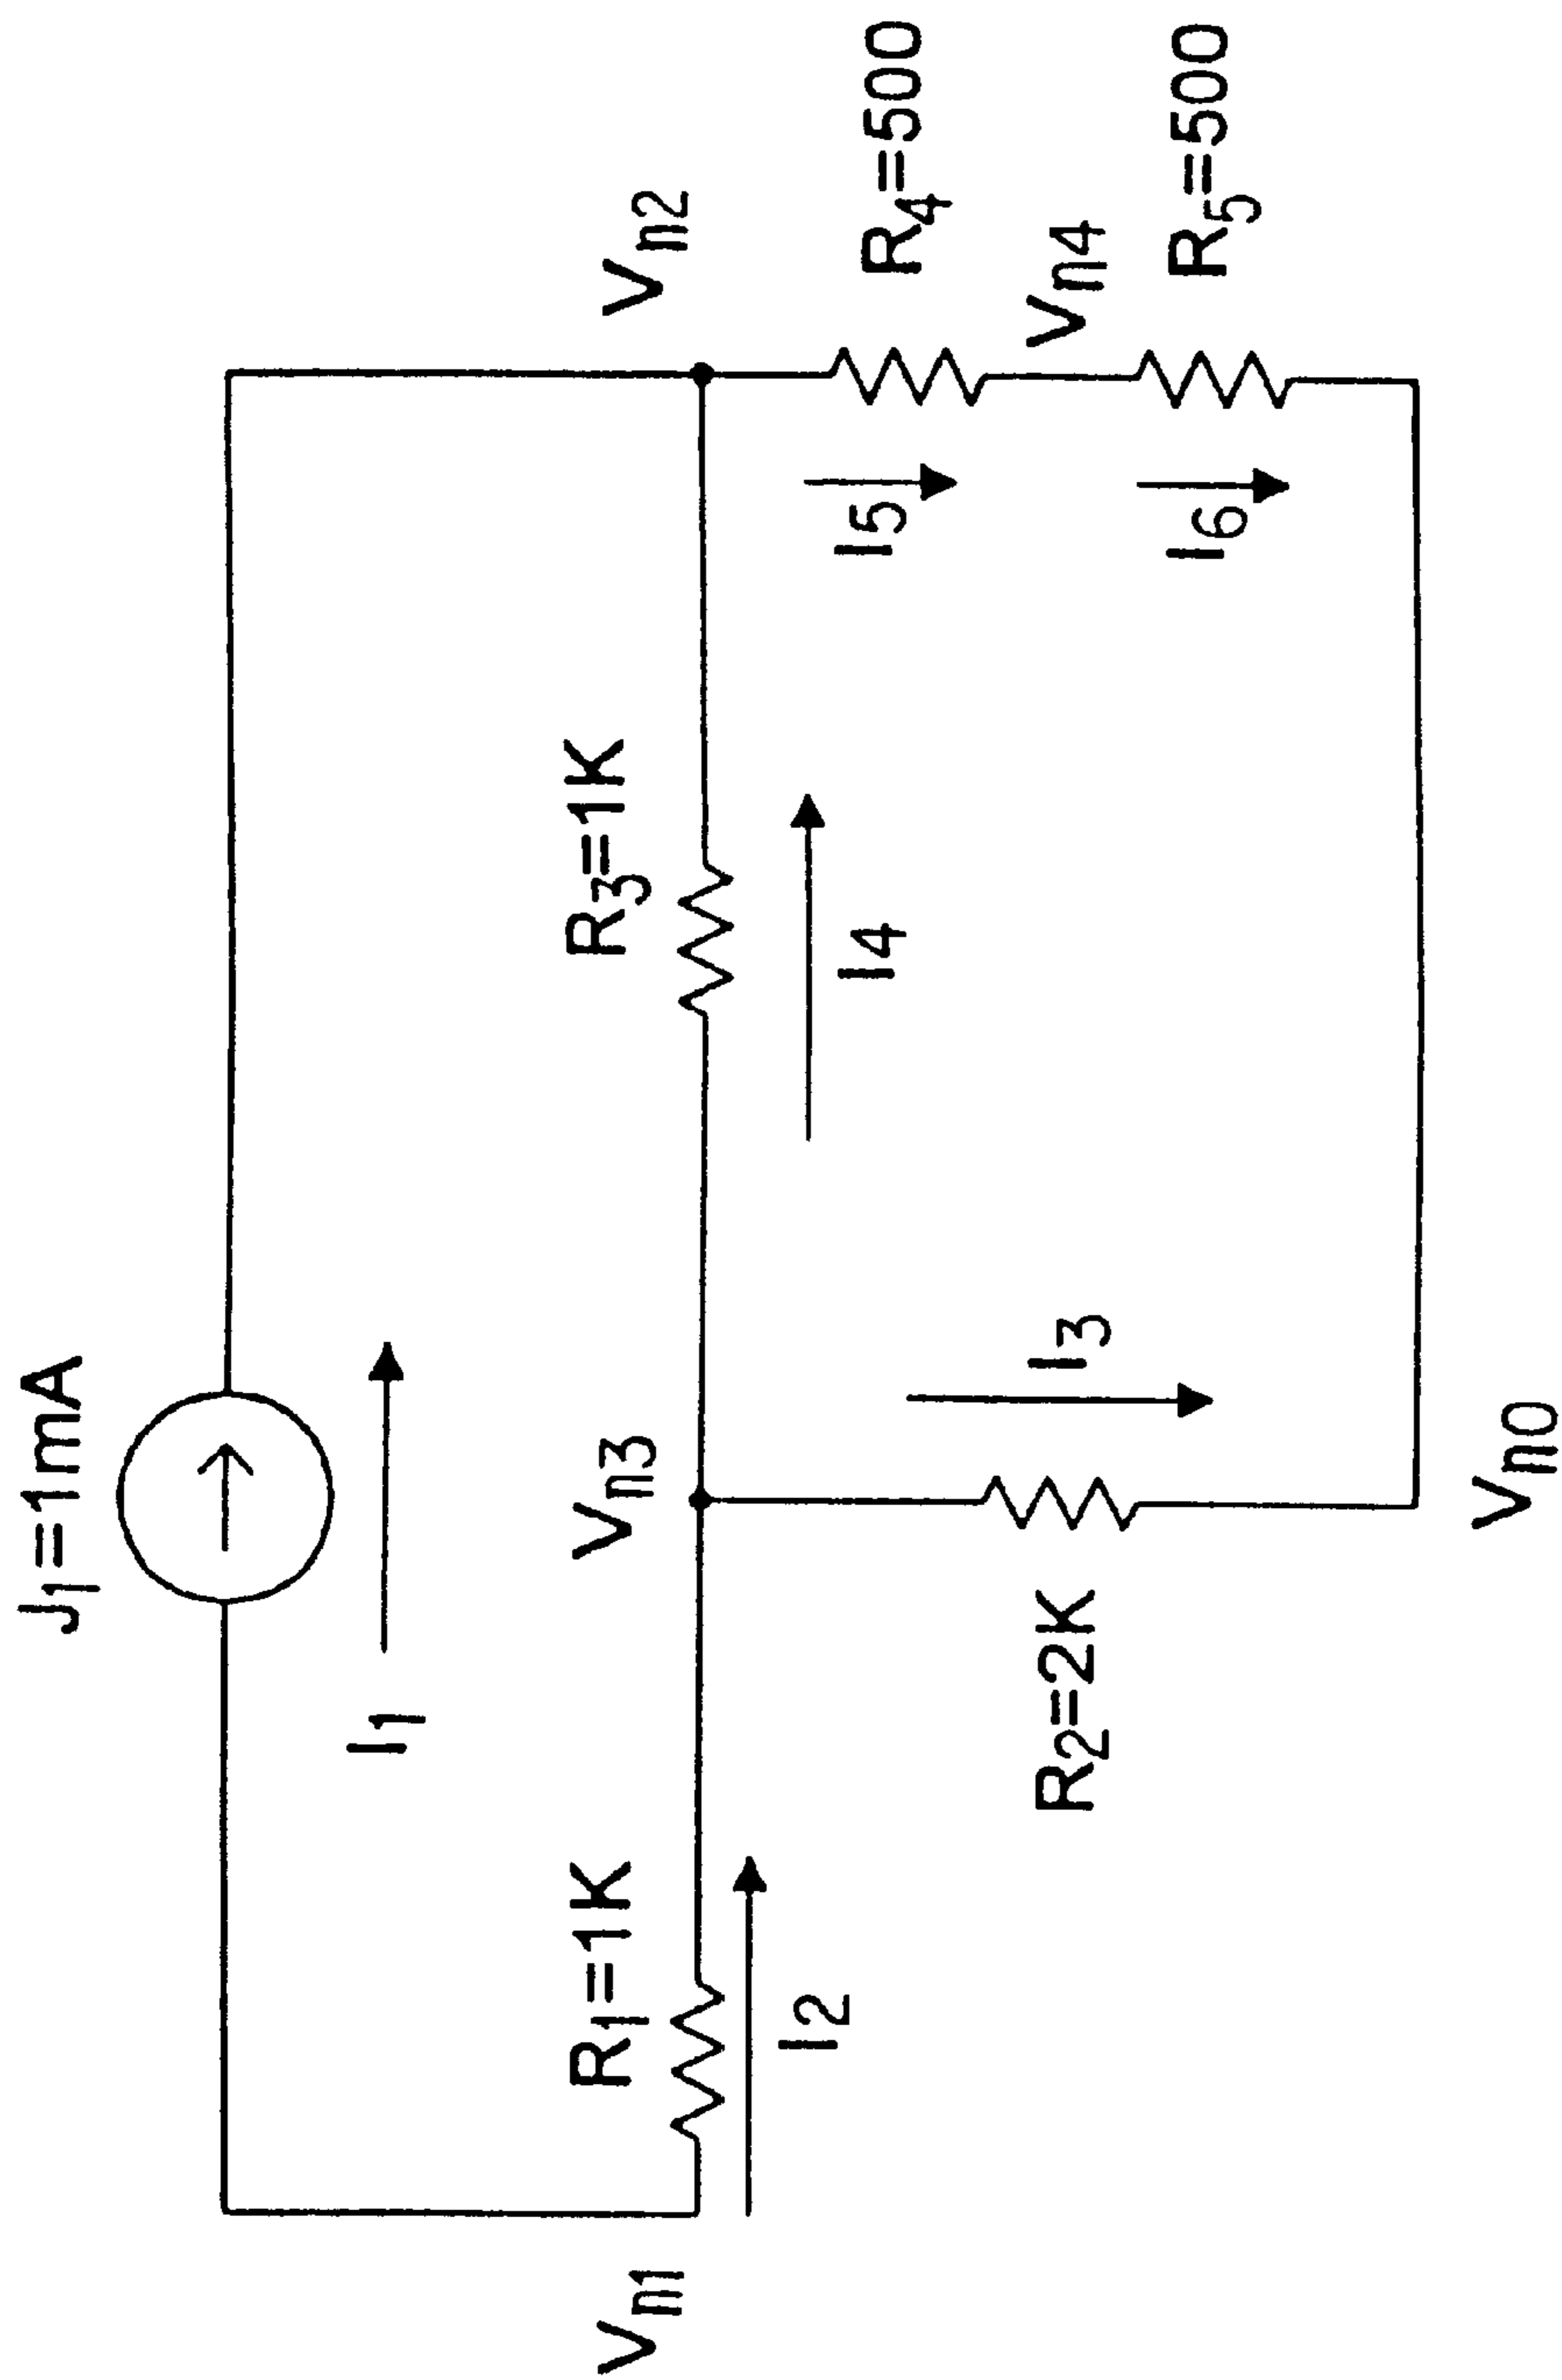 J1=1mA
I1
Vn1
R1=1K
Vn3
R3=1K
Vn2
I2
I4
I5
R4=500
R2=2K
I3
Vn4
I6
R5=500
Vn0